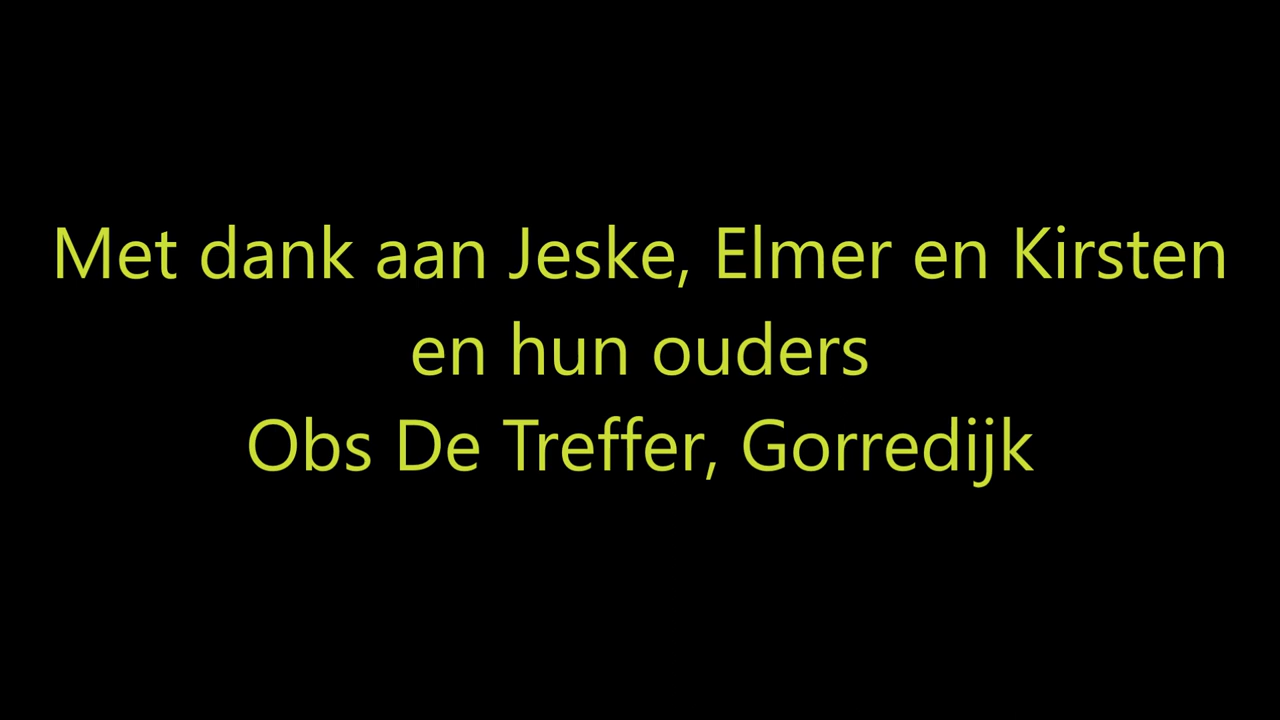 Met dank aan Jeske, Elmer en Kirsten
en hun ouders
Obs De Treffer, Gorredijk